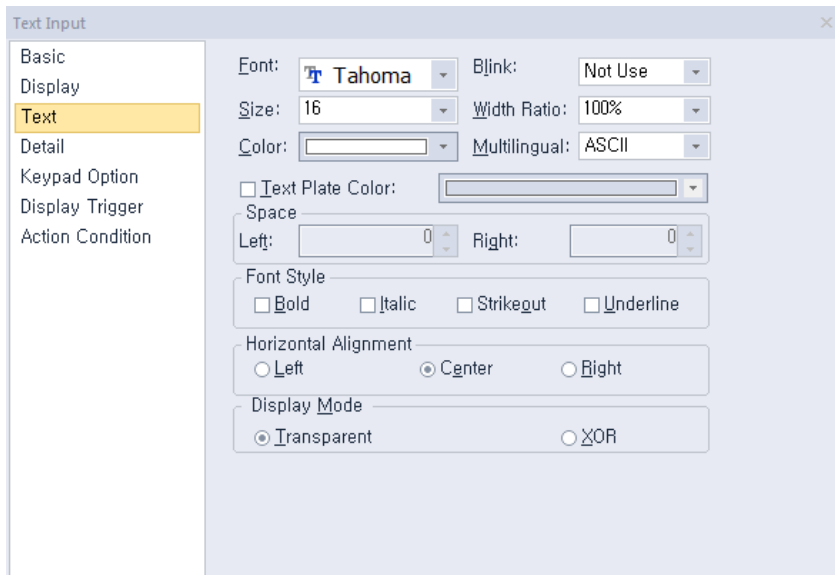 Text Input
Basic
Display
Text
Detail
Keypad Option
Display Trigger
Action Condition
Font: Tahoma Blink: Not Use
Size: 16 Width Ratio: 100%
Color: Multilingual: ASCII
Text Plate Color:
Space
Left: 0 Right: 0
Font Style
Bold Italic Strikeout Underline
Horizontal Alignment
Left Center Right
Display Mode
Transparent XOR